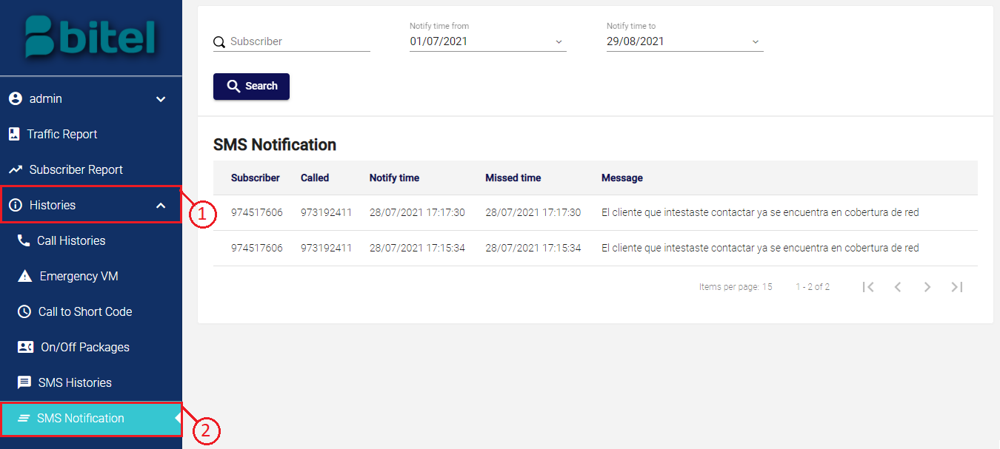 bitel
admin
Traffic Report
Subscriber Report
Histories
1
Call Histories
Emergency VM
Call to Short Code
On/Off Packages
SMS Histories
SMS Notification
2
Notify time from
Notify time to
Subscriber
01/07/2021
29/08/2021
Search
SMS Notification
Subscriber Called Notify time Missed time Message
974517606 973192411 28/07/2021 17:17:30 28/07/2021 17:17:30 El cliente que intestaste contactar ya se encuentra en cobertura de red
974517606 973192411 28/07/2021 17:15:34 28/07/2021 17:15:34 El cliente que intestaste contactar ya se encuentra en cobertura de red
Items per page: 15 1 - 2 of 2